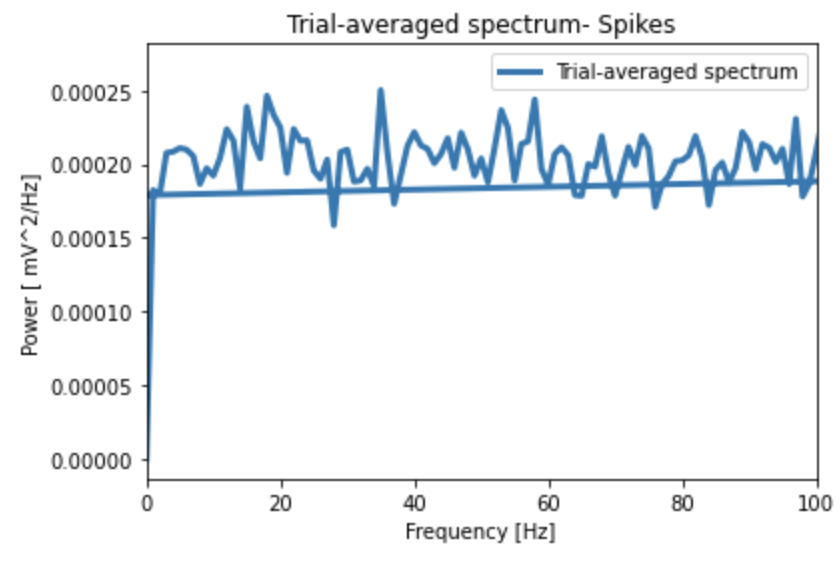 Trial-averaged spectrum- Spikes
Trial-averaged spectrum
0.00025
0.00020
0.00015
0.00010
0.00005
0.00000
Power [ mV^2/Hz]
0 20 40 60 80 100
Frequency [Hz]